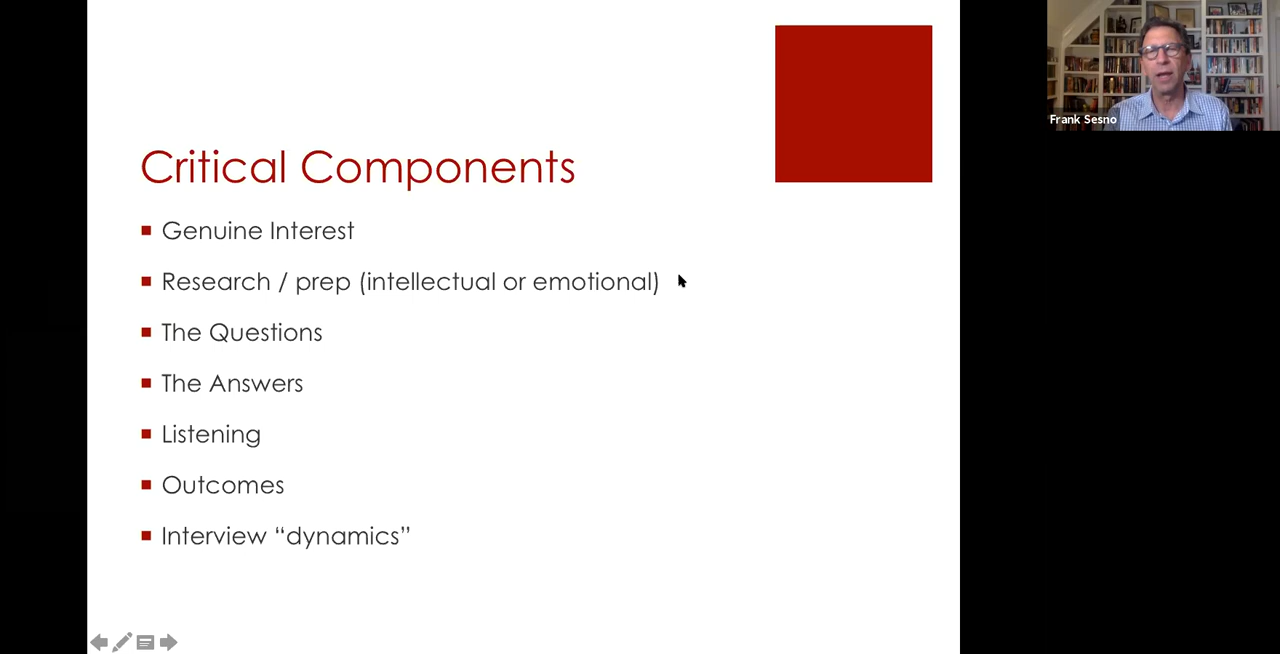 Critical Components
Genuine Interest
Research / prep (intellectual or emotional)
The Questions
The Answers
Listening
Outcomes
Interview “dynamics”
Frank Sesno